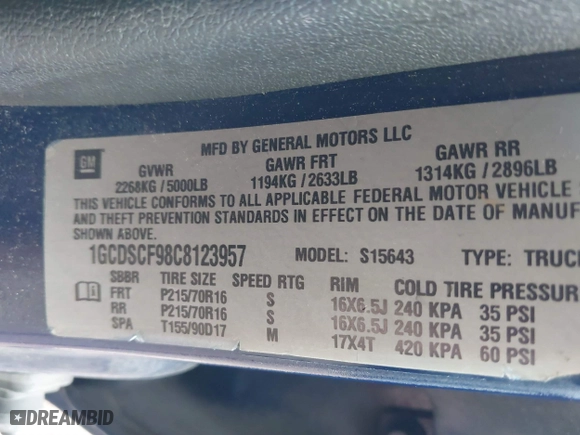 GM
MFD BY GENERAL MOTORS LLC
GVWR GAWR FRT GAWR RR
2268KG / 5000LB 1194KG / 2633LB 1314KG / 2896LB
THIS VEHICLE CONFORMS TO ALL APPLICABLE FEDERAL MOTOR VEHICLE
THEFT PREVENTION STANDARDS IN EFFECT ON THE DATE OF MANUF
SHOWN ABOVE.
1GCDSCF98C8123957 MODEL: S15643 TYPE: TRUC
SBBR TIRE SIZE SPEED RTG RIM COLD TIRE PRESSUR
FRT P215/70R16 S 16X6.5J 240 KPA 35 PSI
RR P215/70R16 S 16X6.5J 240 KPA 35 PSI
SPA T155/90D17 M 17X4T 420 KPA 60 PSI
DREAMBID